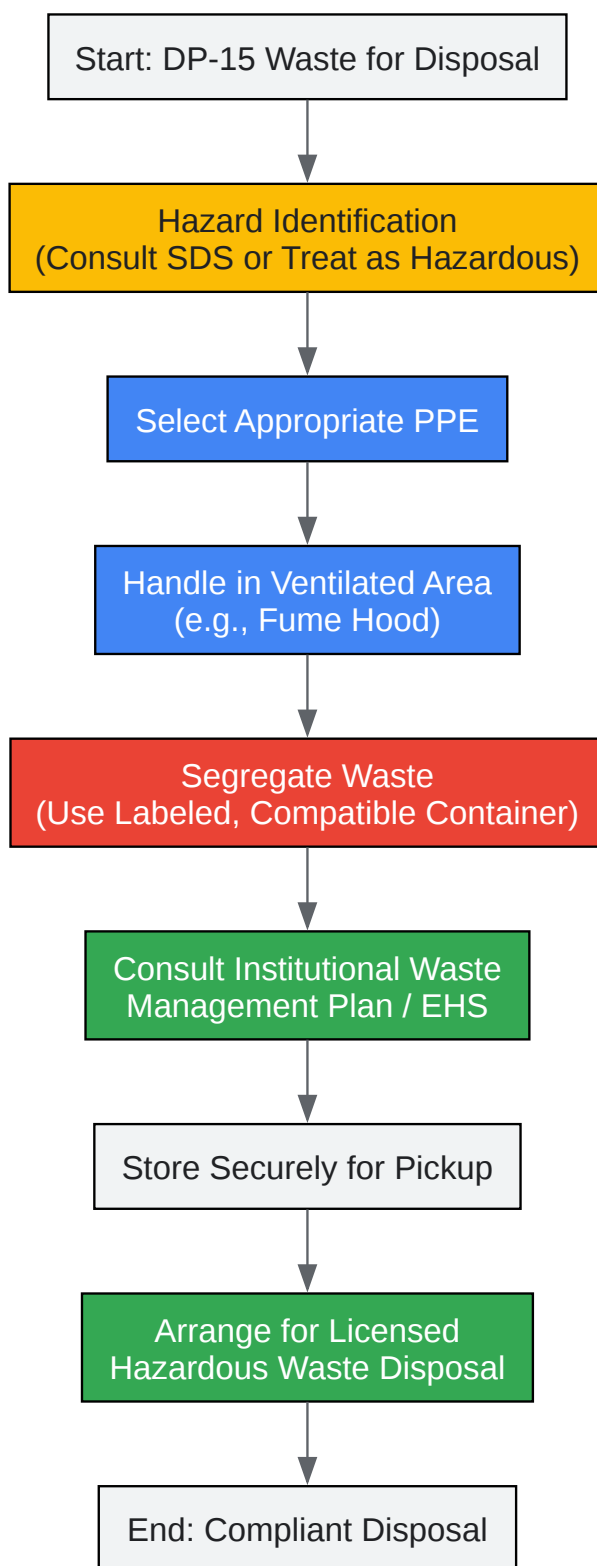 Start: DP-15 Waste for Disposal
Hazard Identification
(Consult SDS or Treat as Hazardous)
Select Appropriate PPE
Handle in Ventilated Area
(e.g., Fume Hood)
Segregate Waste
(Use Labeled, Compatible Container)
Consult Institutional Waste
Management Plan / EHS
Store Securely for Pickup
Arrange for Licensed
Hazardous Waste Disposal
End: Compliant Disposal